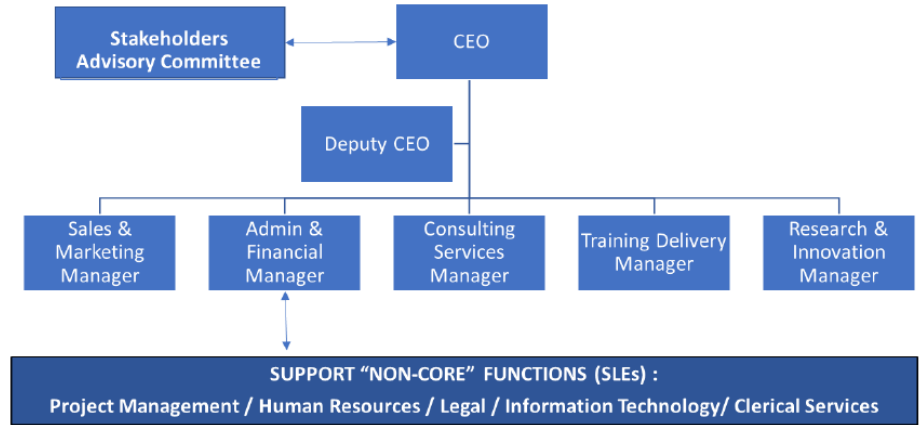 Stakeholders
Advisory Committee
CEO
Deputy CEO
Sales &
Marketing
Manager
Admin &
Financial
Manager
Consulting
Services
Manager
Training Delivery
Manager
Research &
Innovation
Manager
SUPPORT “NON-CORE” FUNCTIONS (SLEs) :
Project Management / Human Resources / Legal / Information Technology/ Clerical Services